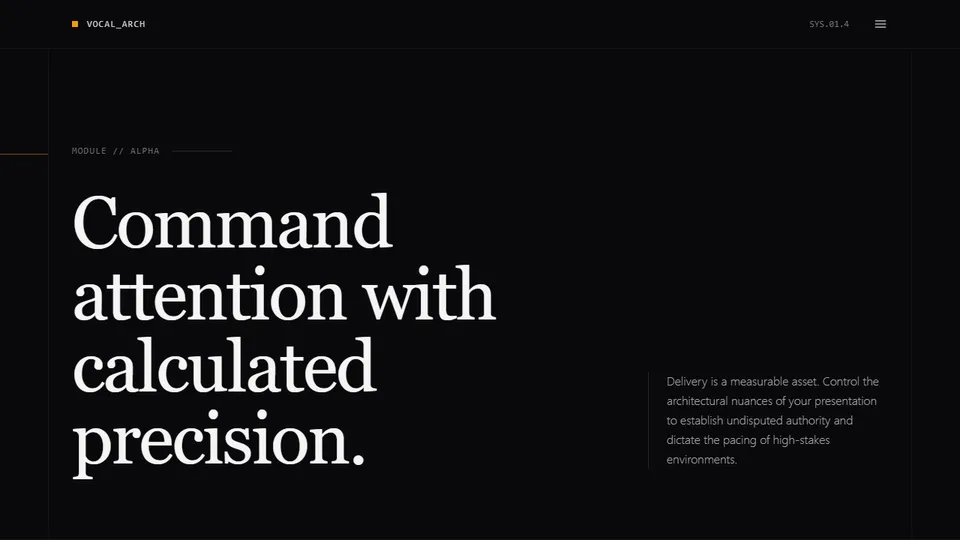 VOCAL_ARCH
SYS.01.4
MODULE // ALPHA
Command
attention with
calculated
precision.
Delivery is a measurable asset. Control the
architectural nuances of your presentation
to establish undisputed authority and
dictate the pacing of high-stakes
environments.